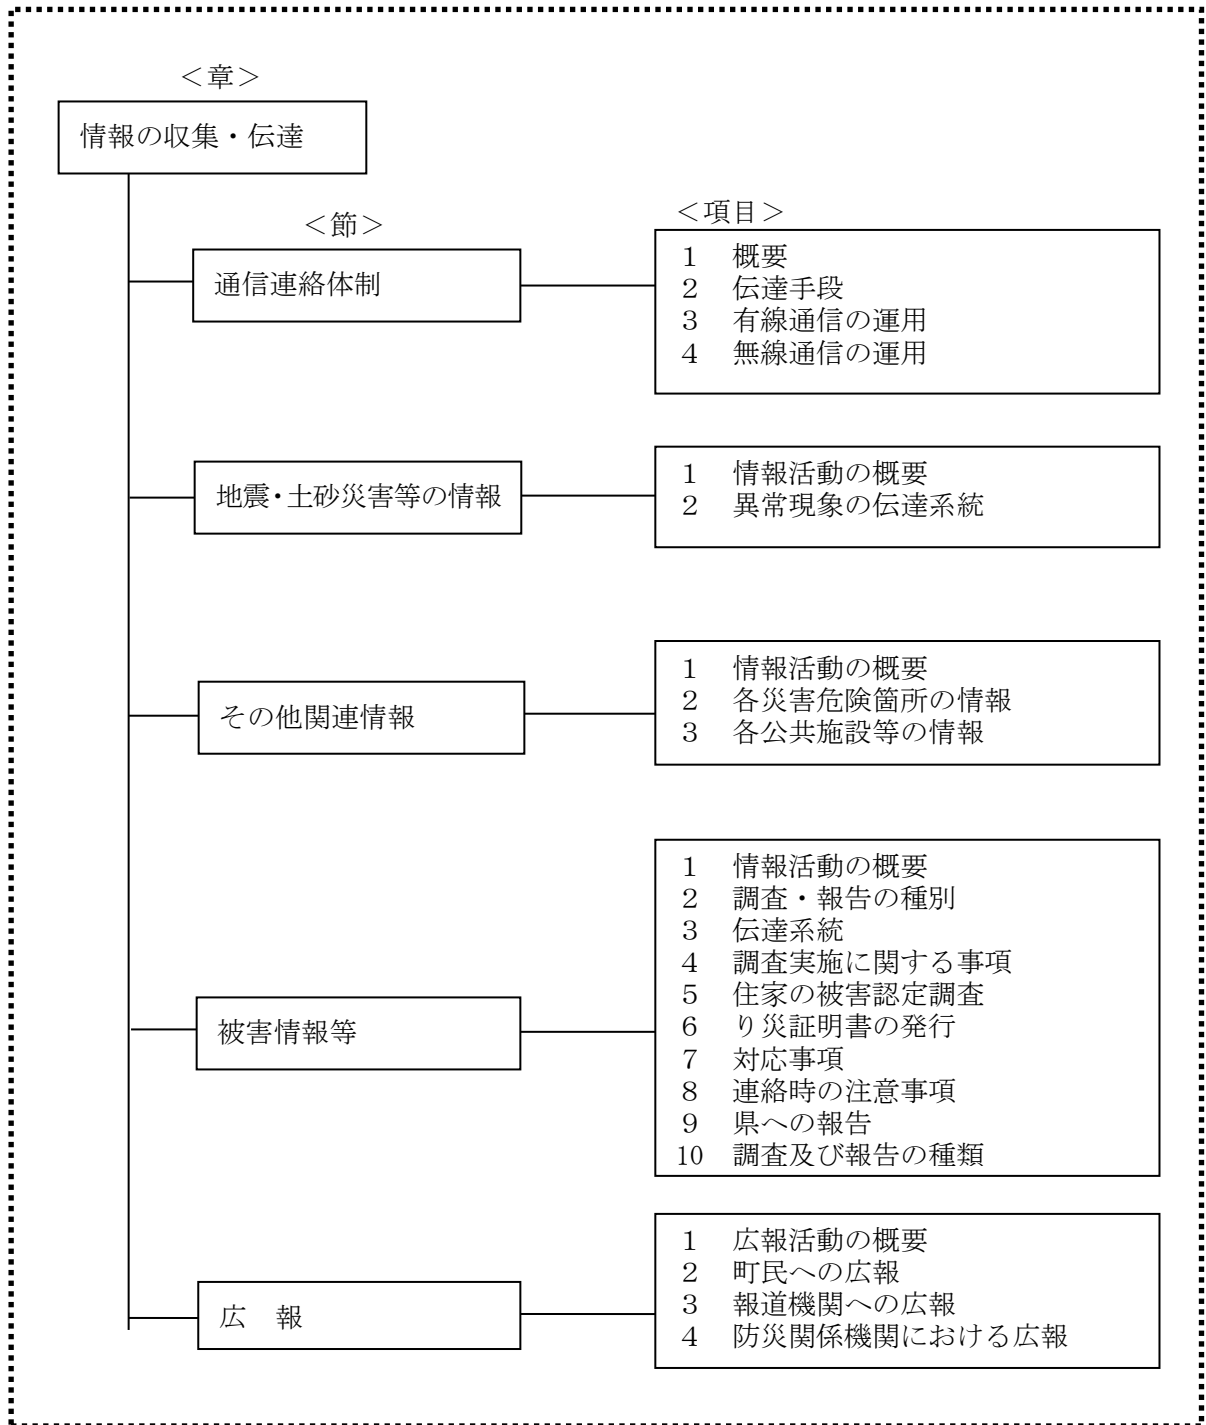 ＜章＞
情報の収集・伝達
＜節＞
＜項目＞
通信連絡体制
1 概要
2 伝達手段
3 有線通信の運用
4 無線通信の運用
地震・土砂災害等の情報
1 情報活動の概要
2 異常現象の伝達系統
その他関連情報
1 情報活動の概要
2 各災害危険箇所の情報
3 各公共施設等の情報
被害情報等
1 情報活動の概要
2 調査・報告の種別
3 伝達系統
4 調査実施に関する事項
5 住家の被害認定調査
6 り災証明書の発行
7 対応事項
8 連絡時の注意事項
9 県への報告
10 調査及び報告の種類
広　報
1 広報活動の概要
2 町民への広報
3 報道機関への広報
4 防災関係機関における広報